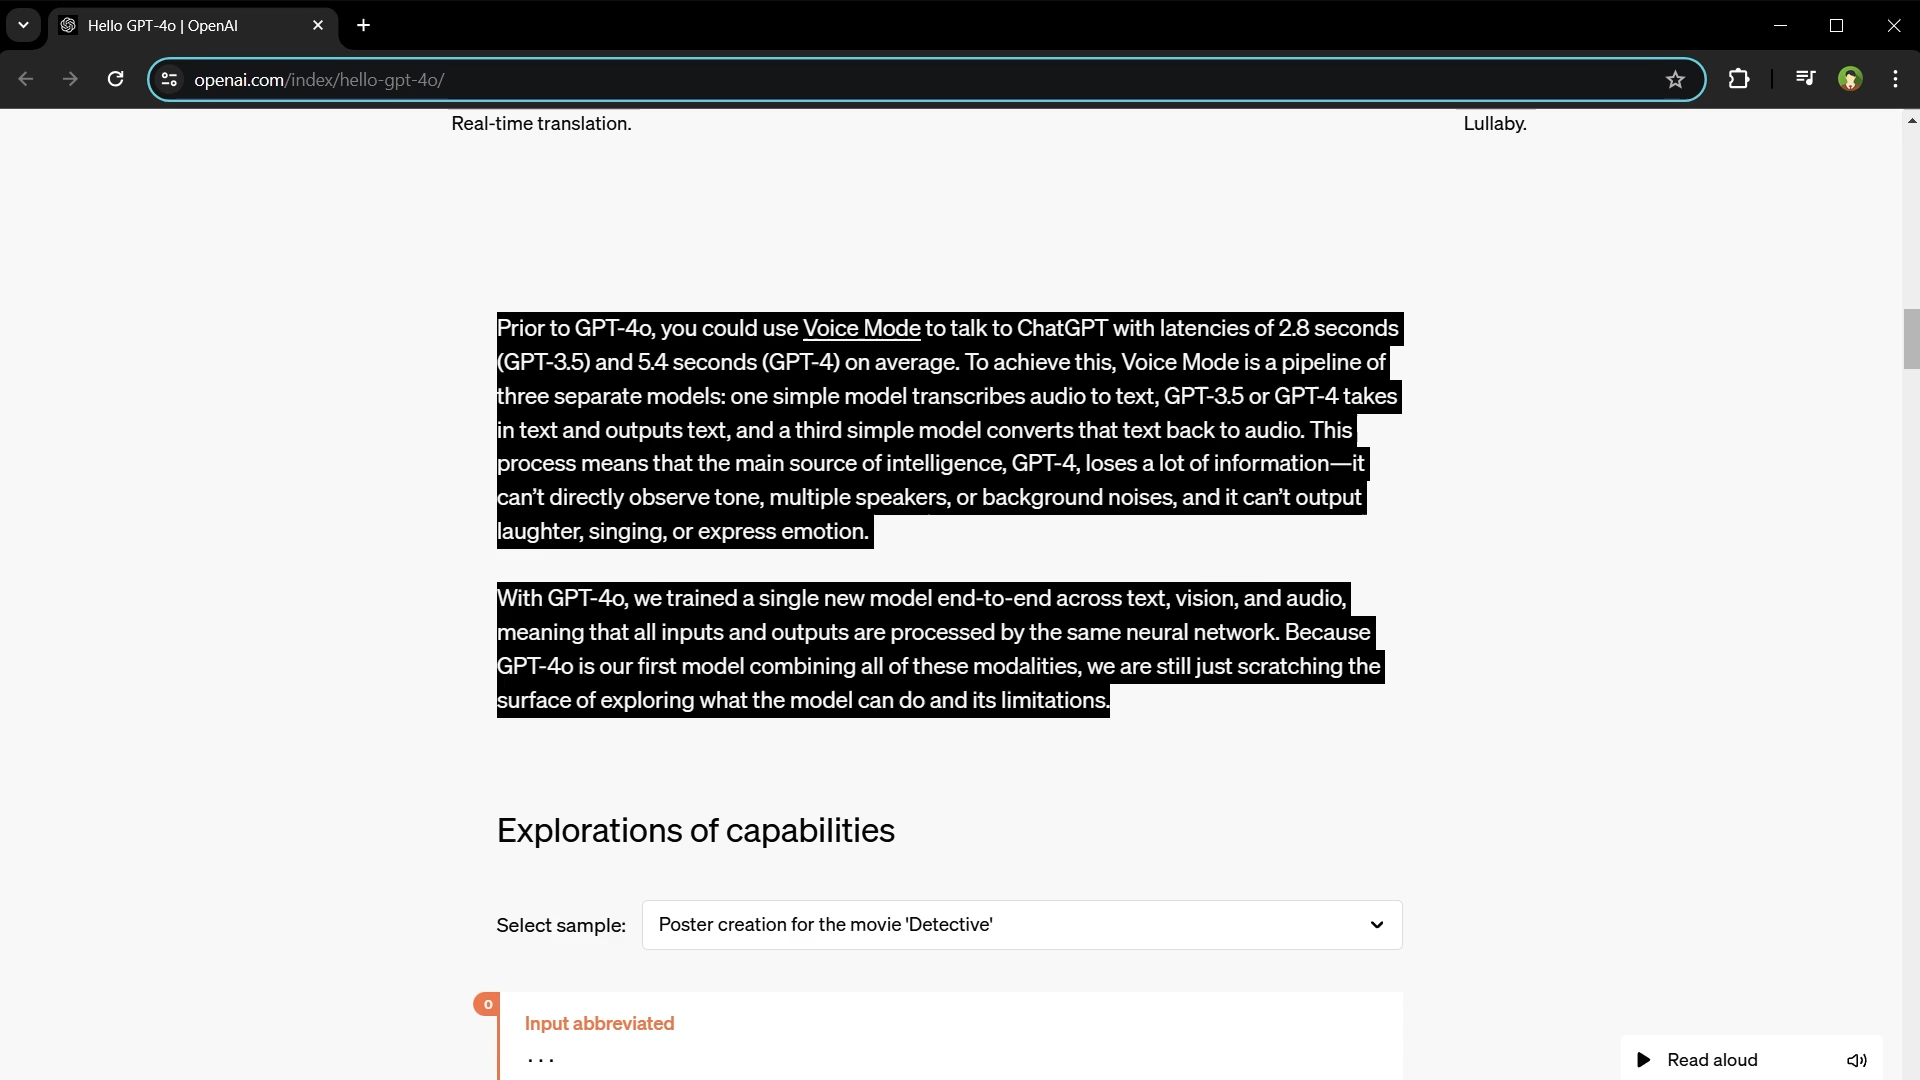 Hello GPT-4o | OpenAI
openai.com/index/hello-gpt-4o/
Real-time translation.
Lullaby.
Prior to GPT-4o, you could use Voice Mode to talk to ChatGPT with latencies of 2.8 seconds
(GPT-3.5) and 5.4 seconds (GPT-4) on average. To achieve this, Voice Mode is a pipeline of
three separate models: one simple model transcribes audio to text, GPT-3.5 or GPT-4 takes
in text and outputs text, and a third simple model converts that text back to audio. This
process means that the main source of intelligence, GPT-4, loses a lot of information—it
can’t directly observe tone, multiple speakers, or background noises, and it can’t output
laughter, singing, or express emotion.
With GPT-4o, we trained a single new model end-to-end across text, vision, and audio,
meaning that all inputs and outputs are processed by the same neural network. Because
GPT-4o is our first model combining all of these modalities, we are still just scratching the
surface of exploring what the model can do and its limitations.
Explorations of capabilities
Select sample:
Poster creation for the movie 'Detective'
0
Input abbreviated
...
Read aloud